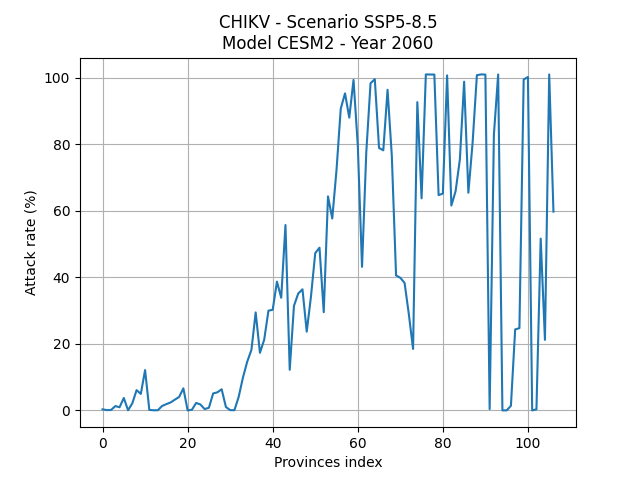 CHIKV - Scenario SSP5-8.5
Model CESM2 - Year 2060
Attack rate (%)
100
80
60
40
20
0
0 20 40 60 80 100
Provinces index